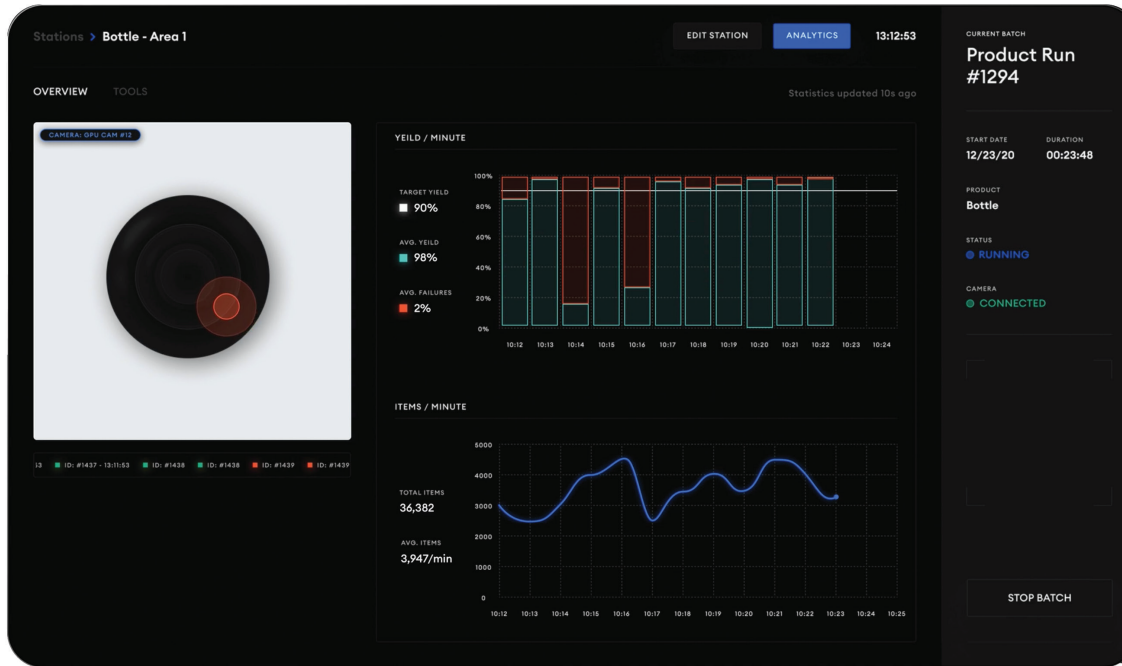 Stations > Bottle - Area 1
EDIT STATION
ANALYTICS
13:12:53
OVERVIEW
TOOLS
Statistics updated 10s ago
CAMERA: GPU CAM #12
13
ID: #1437 - 13:11:53
ID: #1438
ID: #1438
ID: #1439
ID: #1439
YEILD / MINUTE
TARGET YIELD
90%
AVG. YEILD
98%
AVG. FAILURES
2%
100%
80%
60%
40%
20%
0%
10:12 10:13 10:14 10:15 10:16 10:17 10:18 10:19 10:20 10:21 10:22 10:23 10:24
ITEMS / MINUTE
TOTAL ITEMS
36,382
AVG. ITEMS
3,947/min
5000
4000
3000
2000
1000
0
10:12 10:13 10:14 10:15 10:16 10:17 10:18 10:19 10:20 10:21 10:22 10:23 10:24 10:25
CURRENT BATCH
Product Run
#1294
START DATE
12/23/20
DURATION
00:23:48
PRODUCT
Bottle
STATUS
RUNNING
CAMERA
CONNECTED
STOP BATCH